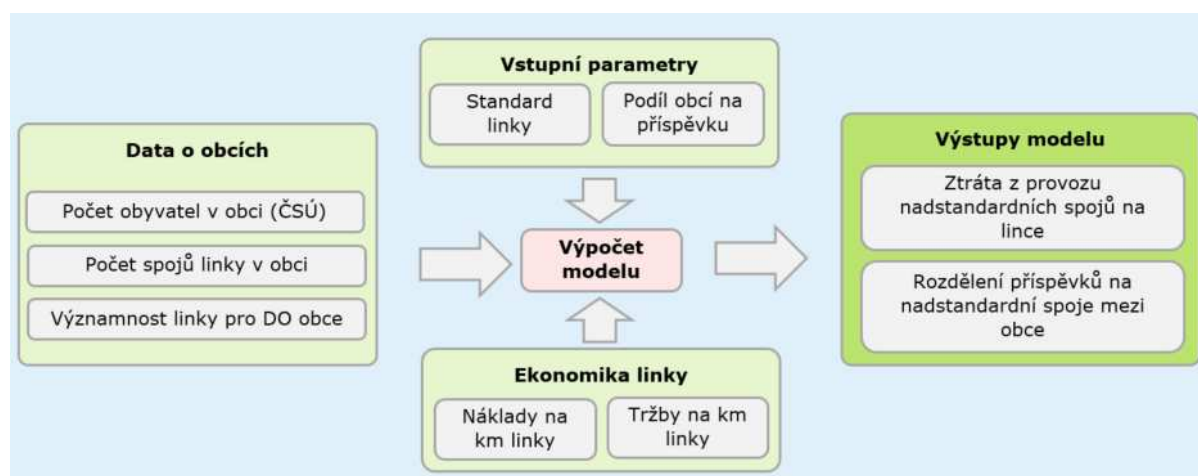 Vstupní parametry
Standard
linky
Podíl obcí na
příspěvku
Data o obcích
Počet obyvatel v obci (ČSÚ)
Počet spojů linky v obci
Významnost linky pro DO obce
Výpočet
modelu
Ekonomika linky
Náklady na
km linky
Tržby na km
linky
Výstupy modelu
Ztráta z provozu
nadstandardních spojů na
lince
Rozdělení příspěvků na
nadstandardní spoje mezi
obce